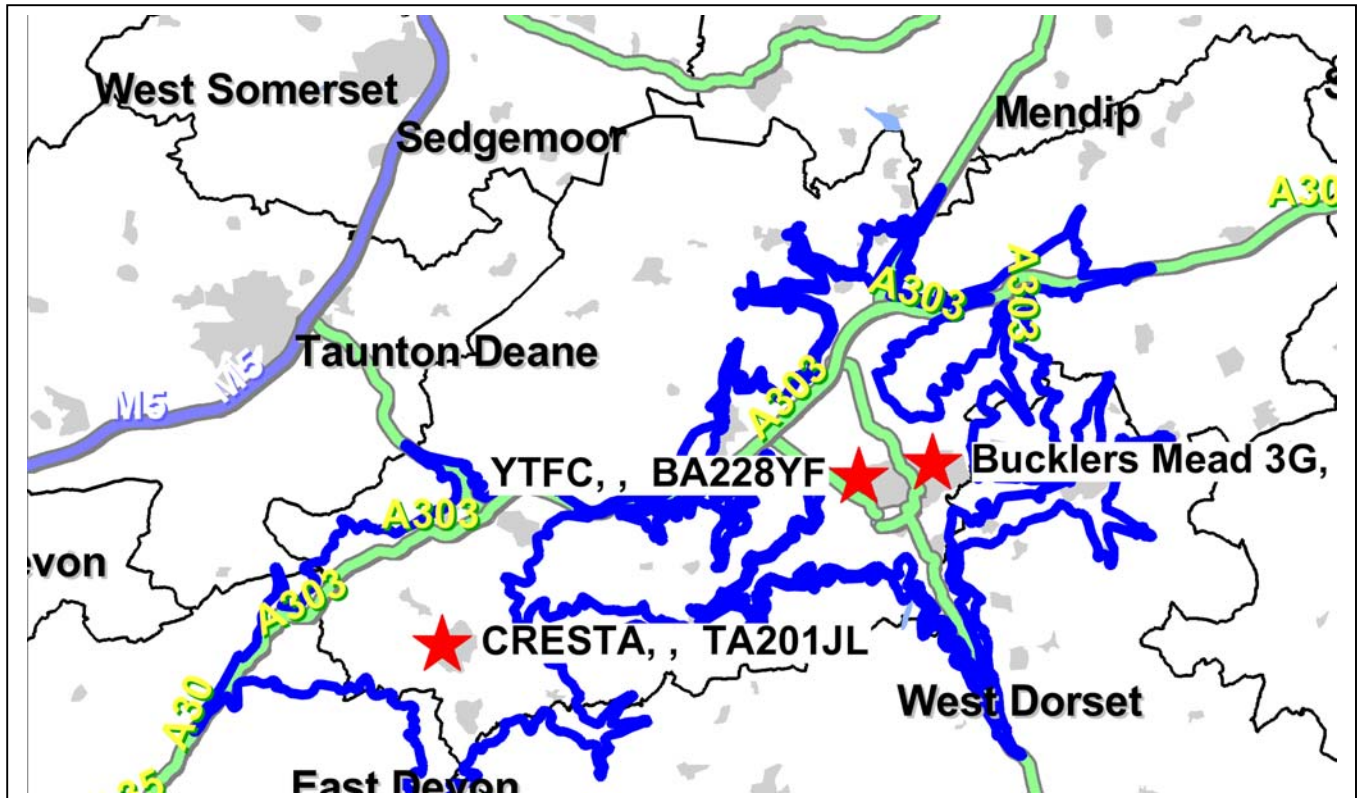 West Somerset
Sedgemoor
Mendip
A30
A303
A303
Taunton Deane
M5
M5
A303
YTFC, , BA228YF
Bucklers Mead 3G,
A303
evon
A303
CRESTA, , TA201JL
A30
West Dorset
East Devon
35